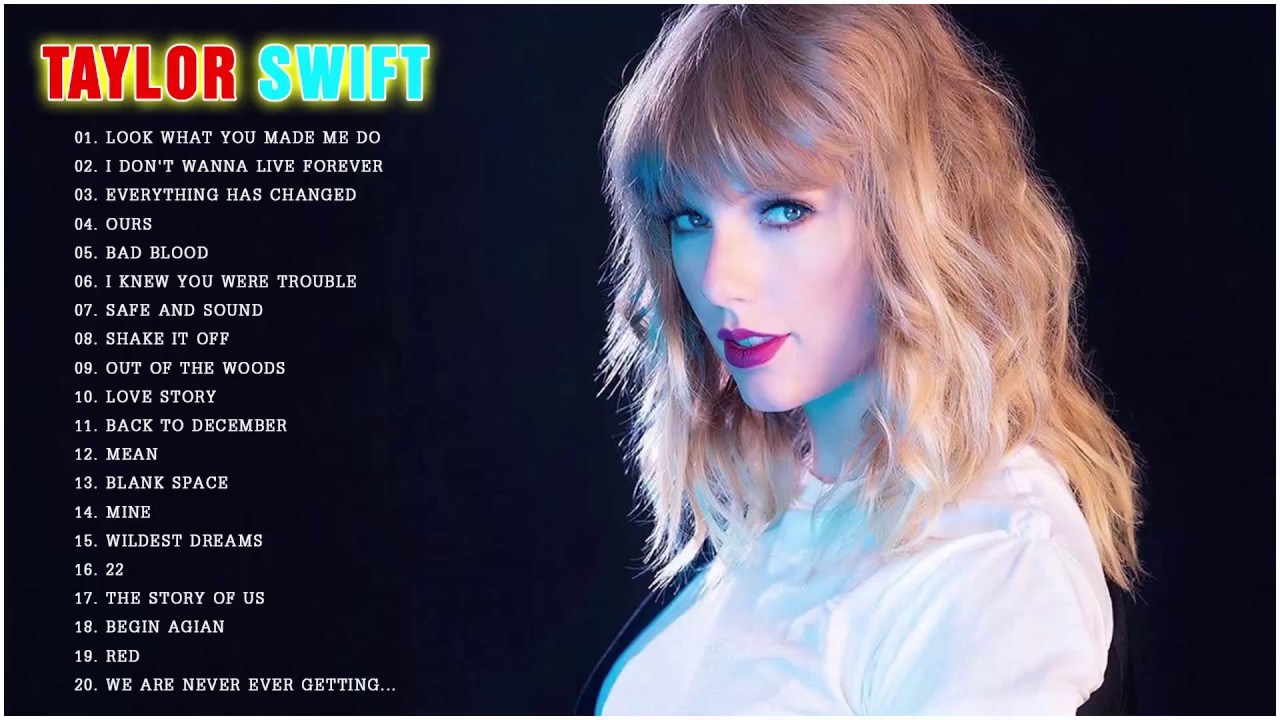 TAYLOR SWIFT
01. LOOK WHAT YOU MADE ME DO
02. I DON'T WANNA LIVE FOREVER
03. EVERYTHING HAS CHANGED
04. OURS
05. BAD BLOOD
06. I KNEW YOU WERE TROUBLE
07. SAFE AND SOUND
08. SHAKE IT OFF
09. OUT OF THE WOODS
10. LOVE STORY
11. BACK TO DECEMBER
12. MEAN
13. BLANK SPACE
14. MINE
15. WILDEST DREAMS
16. 22
17. THE STORY OF US
18. BEGIN AGIAN
19. RED
20. WE ARE NEVER EVER GETTING...